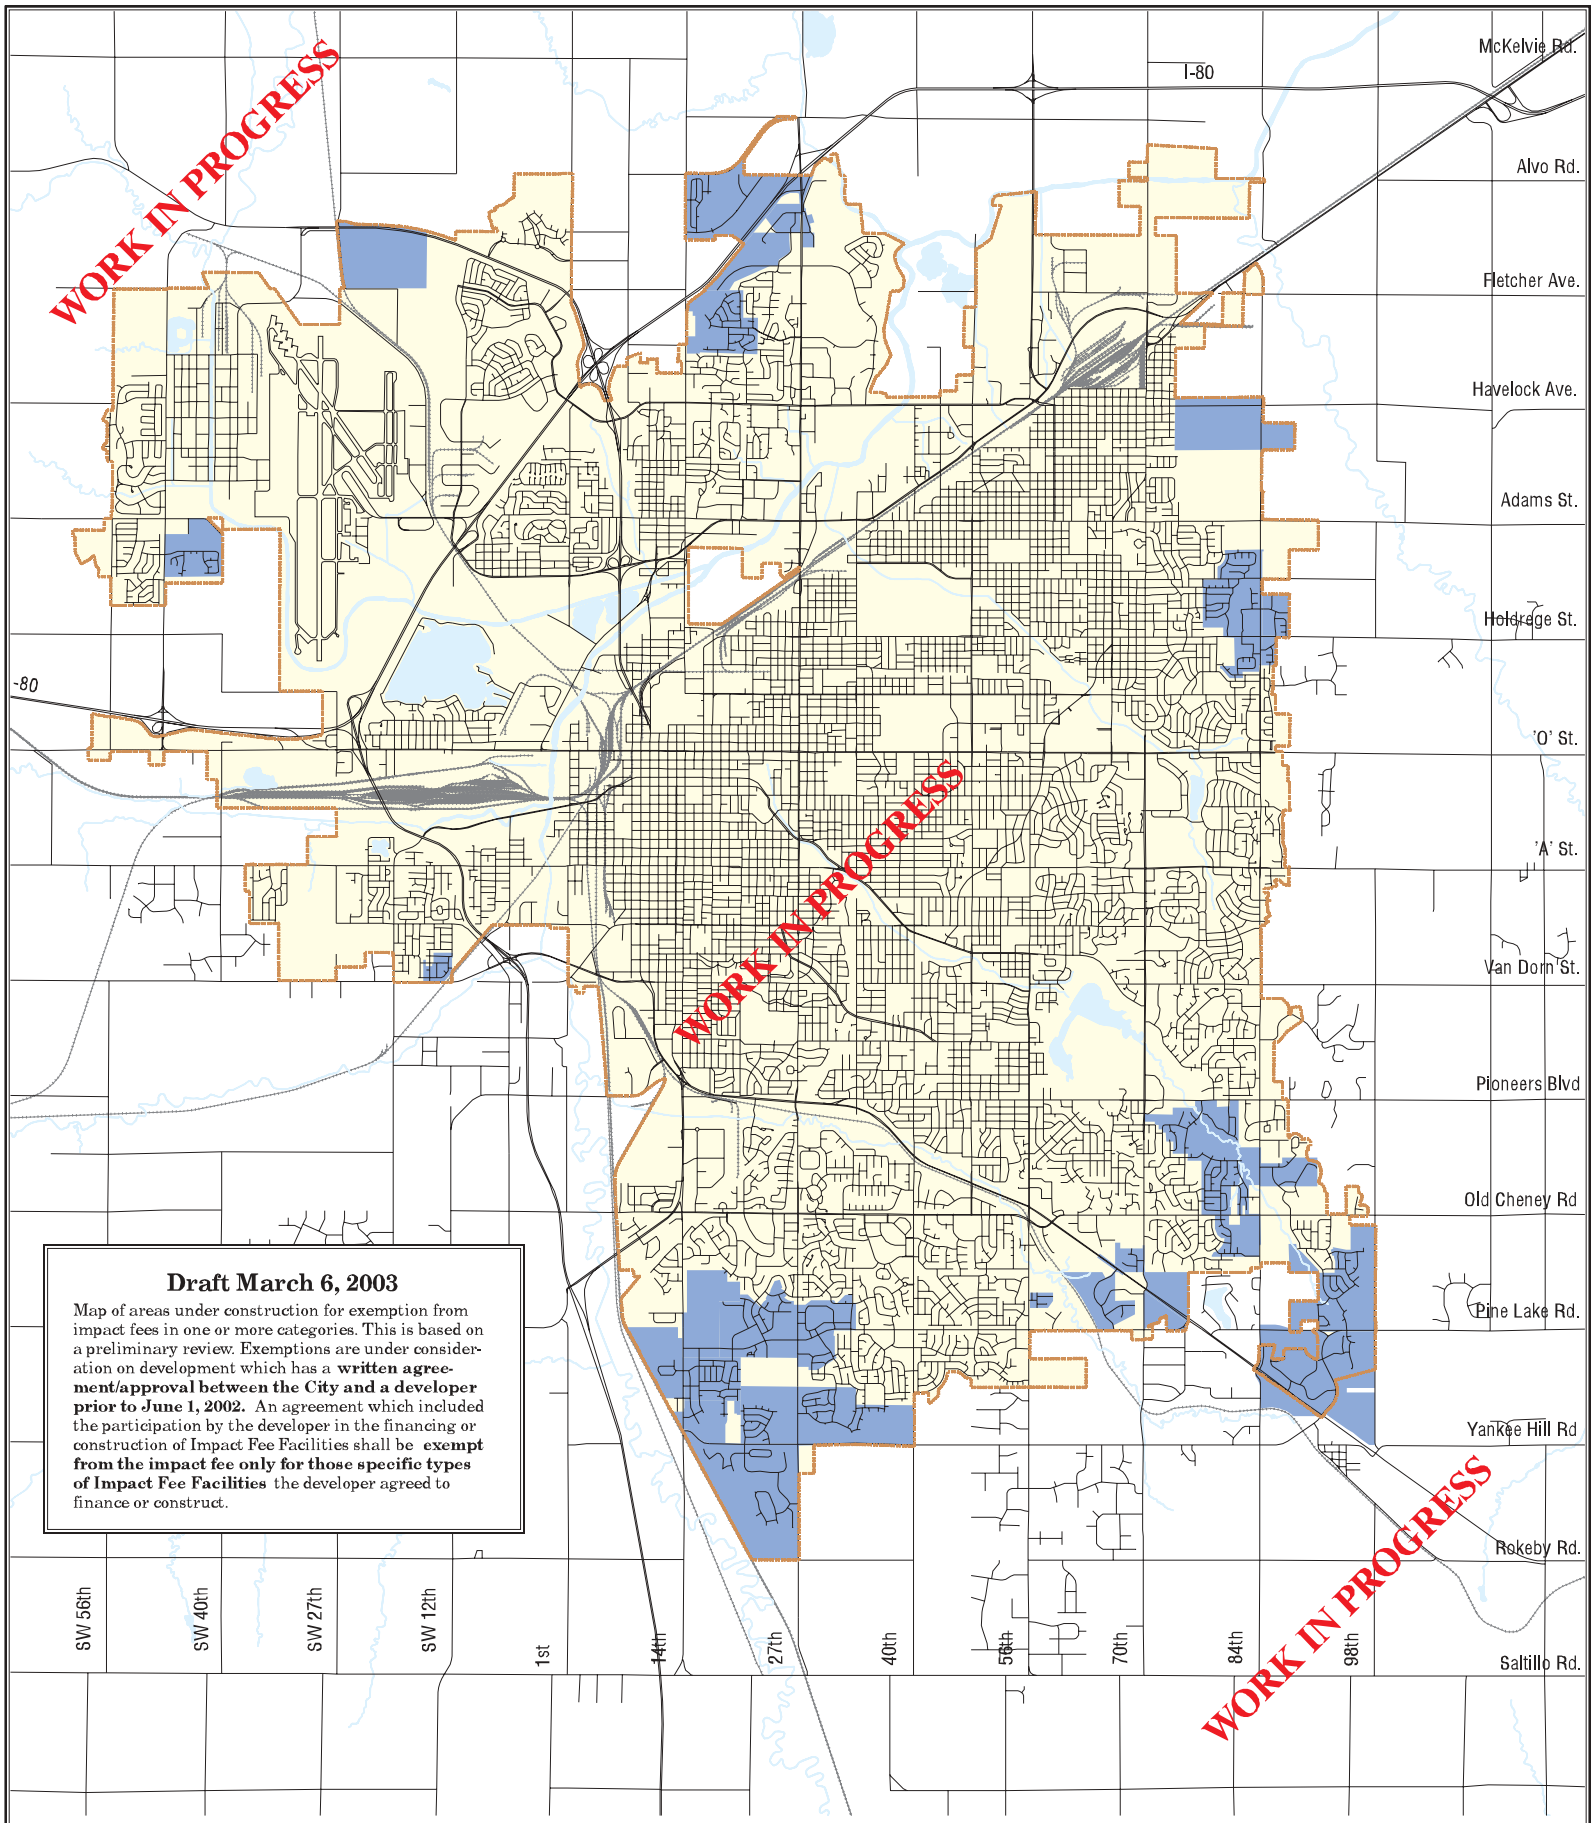 McKelvie Rd.
I-80
WORK IN PROGRESS
Alvo Rd.
Fletcher Ave.
Havelock Ave.
Adams St.
Holdrege St.
-80
'O' St.
WORK IN PROGRESS
'A' St.
Van Dorn St.
Pioneers Blvd
Old Cheney Rd
Draft March 6, 2003
Map of areas under construction for exemption from
impact fees in one or more categories. This is based on
a preliminary review. Exemptions are under consider-
ation on development which has a written agree-
ment/approval between the City and a developer
prior to June 1, 2002. An agreement which included
the participation by the developer in the financing or
construction of Impact Fee Facilities shall be exempt
from the impact fee only for those specific types
of Impact Fee Facilities the developer agreed to
finance or construct.
Pine Lake Rd.
Yankee Hill Rd
WORK IN PROGRESS
Rokeby Rd.
SW 56th
SW 40th
SW 27th
SW 12th
1st
14th
27th
40th
56th
70th
84th
98th
Saltillo Rd.